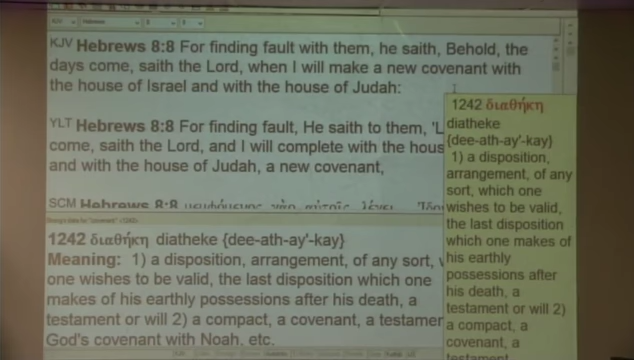 KJV Hebrews 8 8
KJV Hebrews 8:8 For finding fault with them, he saith, Behold, the
days come, saith the Lord, when I will make a new covenant with
the house of Israel and with the house of Judah:
YLT Hebrews 8:8 For finding fault, He saith to them, 'L
come, saith the Lord, and I will complete with the hous
and with the house of Judah, a new covenant,
SCM Hebrews 8:8
1242 διαθήκη diatheke {dee-ath-ay'-kay}
Meaning: 1) a disposition, arrangement, of any sort,
one wishes to be valid, the last disposition which one
makes of his earthly possessions after his death, a
testament or will 2) a compact, a covenant, a testamen
God's covenant with Noah, etc.
1242 διαθήκη
diatheke
{dee-ath-ay'-kay}
1) a disposition,
arrangement, of any
sort, which one
wishes to be valid,
the last disposition
which one makes of
his earthly
possessions after
his death, a
testament or will 2)
a compact, a
covenant, a
testament